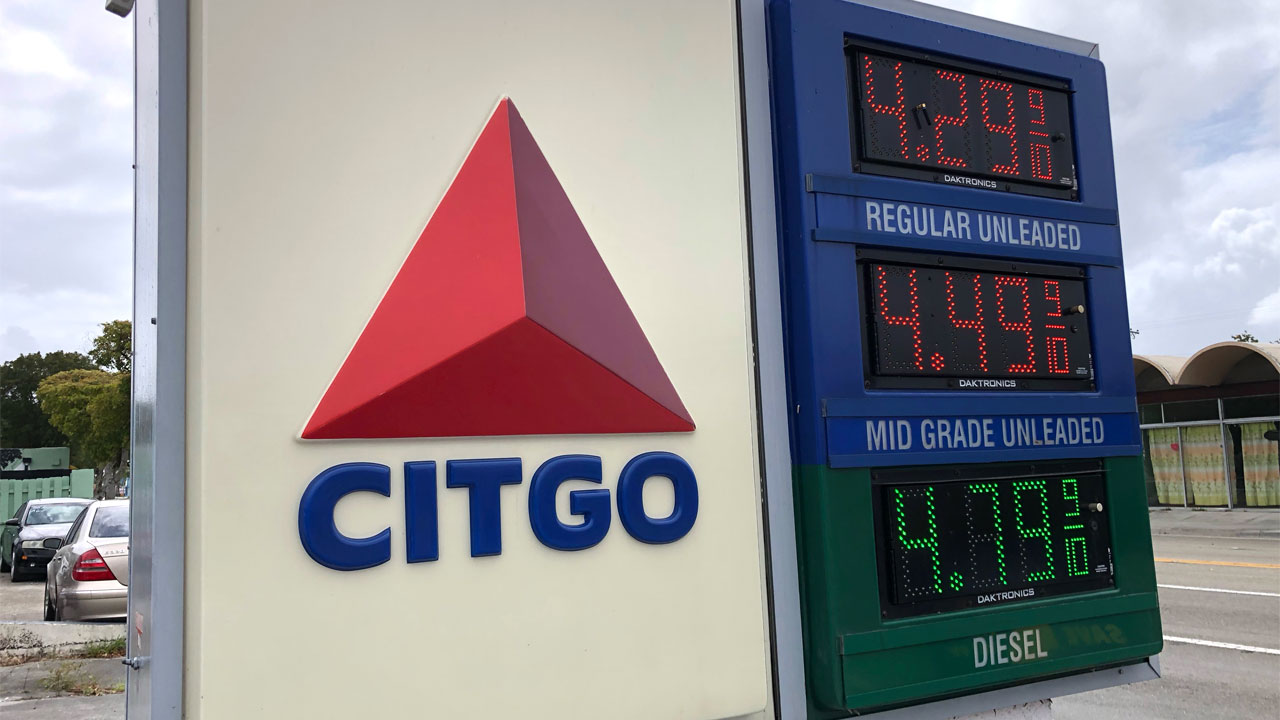 CITGO
4.29 9/10
DAKTRONICS
REGULAR UNLEADED
4.49 9/10
DAKTRONICS
MID GRADE UNLEADED
4.79 9/10
DAKTRONICS
DIESEL